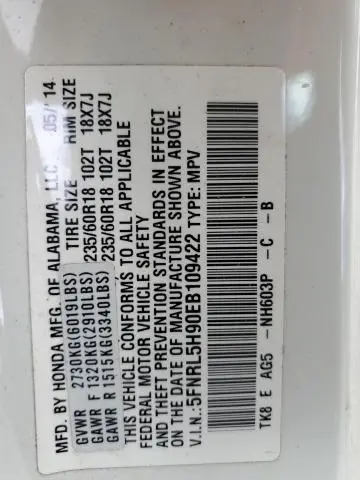 MFD. BY HONDA MFG. OF ALABAMA, LLC. 05/14
GVWR 2730KG(6019LBS) TIRE SIZE RIM SIZE
GAWR F 1320KG(2910LBS) 235/60R18 102T 18X7J
GAWR R 1515KG(3340LBS) 235/60R18 102T 18X7J
THIS VEHICLE CONFORMS TO ALL APPLICABLE
FEDERAL MOTOR VEHICLE SAFETY
AND THEFT PREVENTION STANDARDS IN EFFECT
ON THE DATE OF MANUFACTURE SHOWN ABOVE.
V.I.N.:5FNRL5H90EB109422 TYPE: MPV
TK8 E AG5 -NH603P -C -B